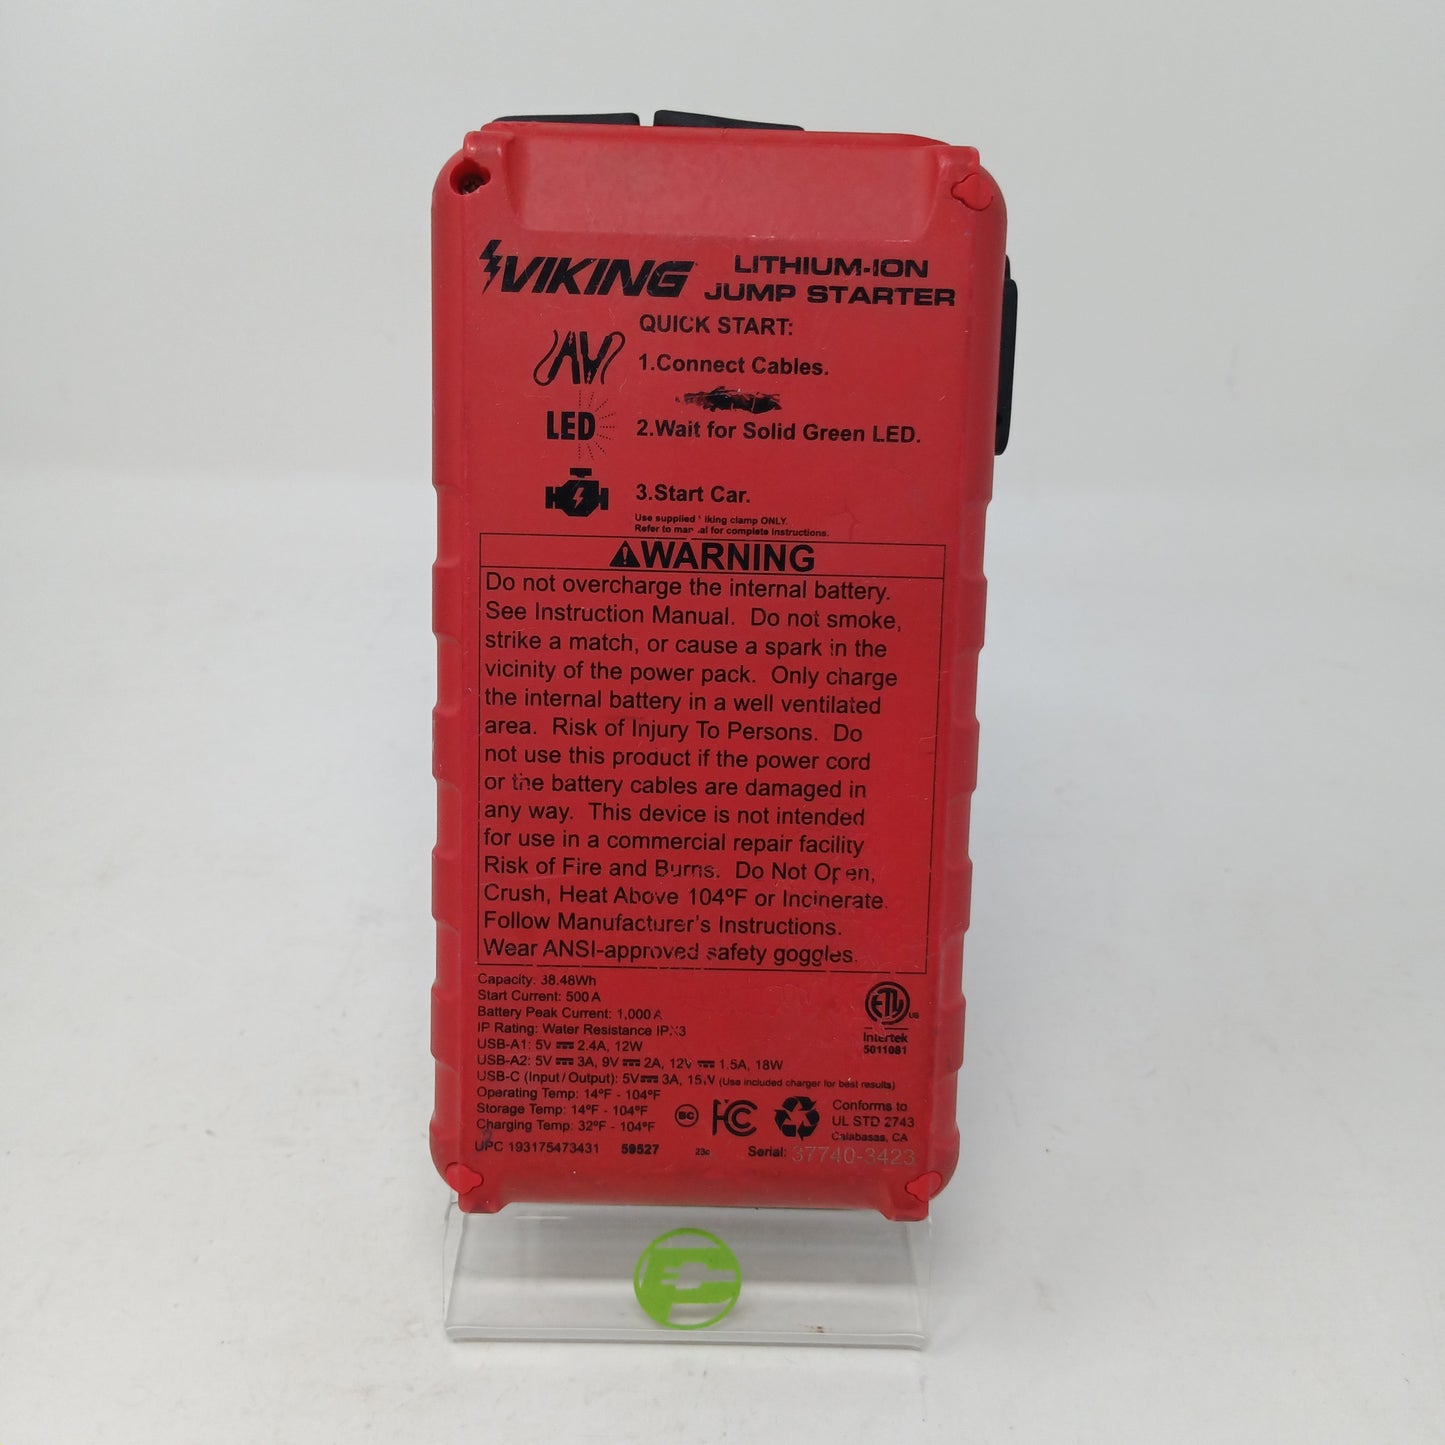 VIKING
LITHIUM-ION
JUMP STARTER
QUICK START:
1.Connect Cables.
LED
2.Wait for Solid Green LED.
3.Start Car.
Use supplied Viking clamp ONLY.
Refer to manual for complete instructions.
WARNING
Do not overcharge the internal battery.
See Instruction Manual. Do not smoke,
strike a match, or cause a spark in the
vicinity of the power pack. Only charge
the internal battery in a well ventilated
area. Risk of Injury To Persons. Do
not use this product if the power cord
or the battery cables are damaged in
any way. This device is not intended
for use in a commercial repair facility
Risk of Fire and Burns. Do Not Open,
Crush, Heat Above 104ºF or Incinerate.
Follow Manufacturer's Instructions.
Wear ANSI-approved safety goggles.
Capacity: 38.48Wh
Start Current: 500 A
Battery Peak Current: 1,000 A
IP Rating: Water Resistance IPX3
USB-A1: 5V ⎓ 2.4A, 12W
USB-A2: 5V ⎓ 3A, 9V ⎓ 2A, 12V ⎓ 1.5A, 18W
USB-C (Input/Output): 5V ⎓ 3A, 15W (Use included charger for best results)
Operating Temp: 14ºF - 104ºF
Storage Temp: 14ºF - 104ºF
Charging Temp: 32ºF - 104ºF
ETL
US
Intertek
5011081
BC
FC
Conforms to
UL STD 2743
Calabasas, CA
UPC 193175473431 59527 23c Serial: 37740-3423